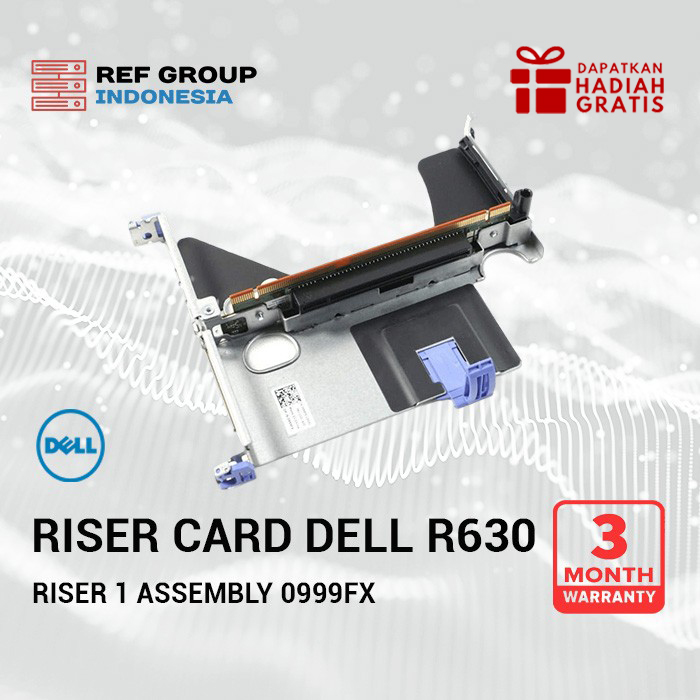 REF GROUP
INDONESIA
DAPATKAN
HADIAH
GRATIS
DELL
RISER CARD DELL R630
RISER 1 ASSEMBLY 0999FX
3
MONTH
WARRANTY